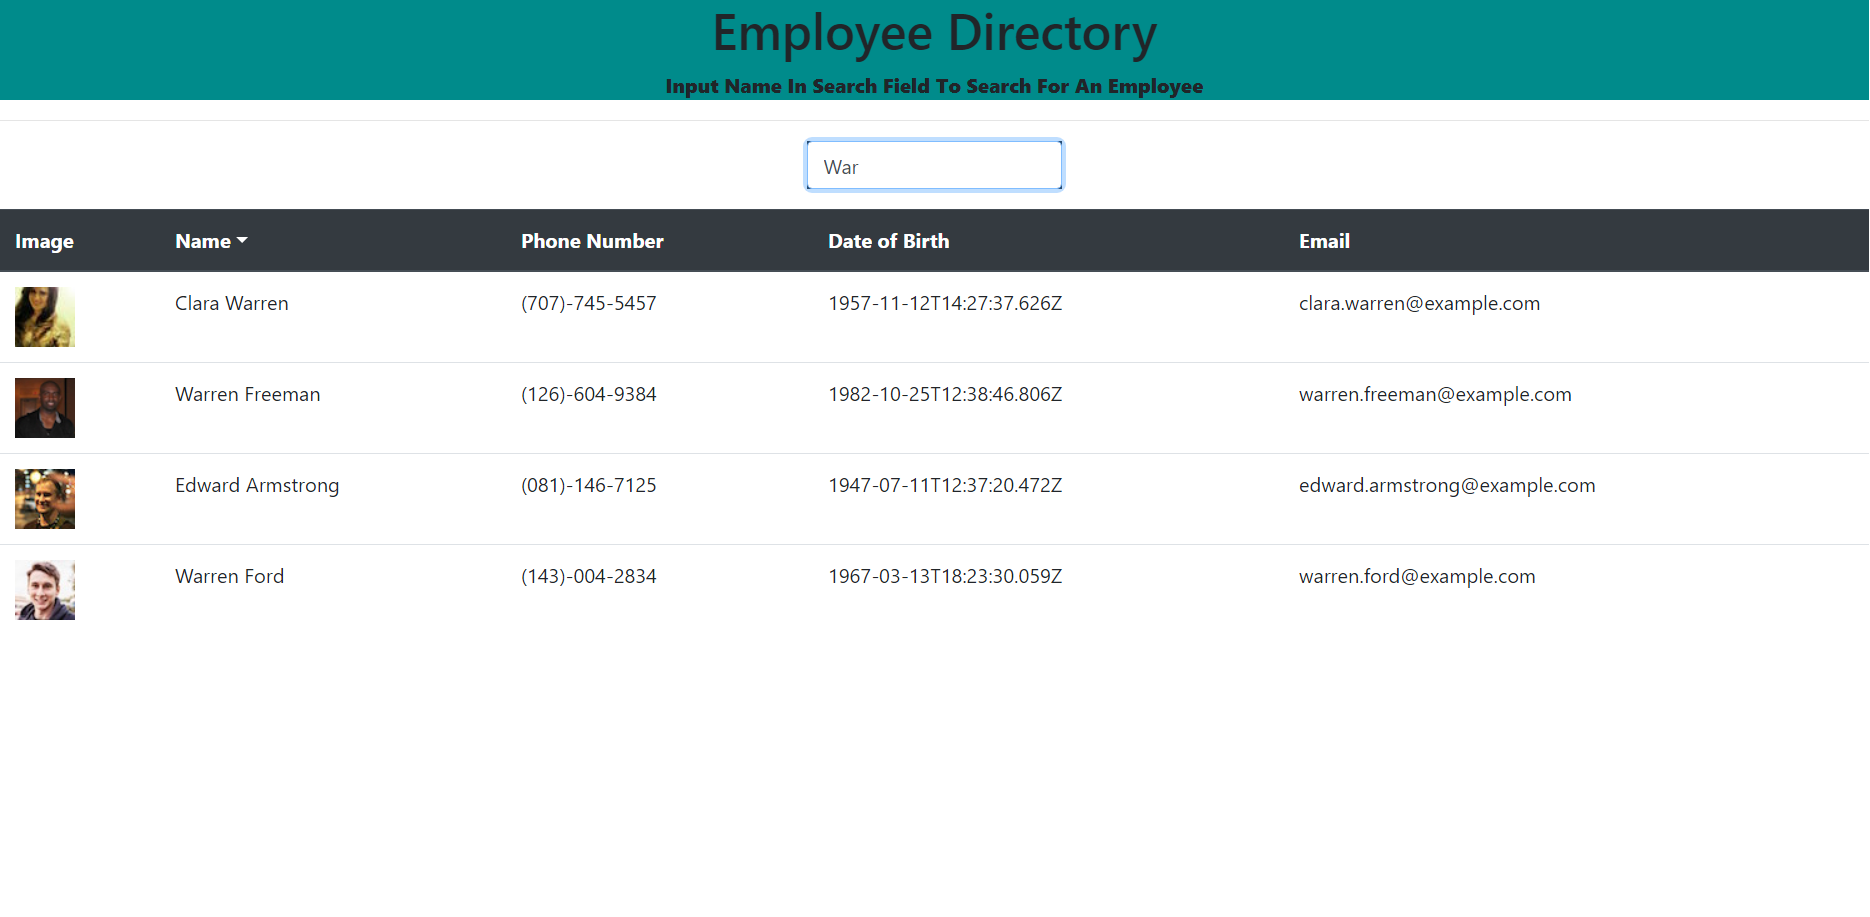 Employee Directory
Input Name In Search Field To Search For An Employee
War
Image Name Phone Number Date of Birth Email
Clara Warren (707)-745-5457 1957-11-12T14:27:37.626Z clara.warren@example.com
Warren Freeman (126)-604-9384 1982-10-25T12:38:46.806Z warren.freeman@example.com
Edward Armstrong (081)-146-7125 1947-07-11T12:37:20.472Z edward.armstrong@example.com
Warren Ford (143)-004-2834 1967-03-13T18:23:30.059Z warren.ford@example.com